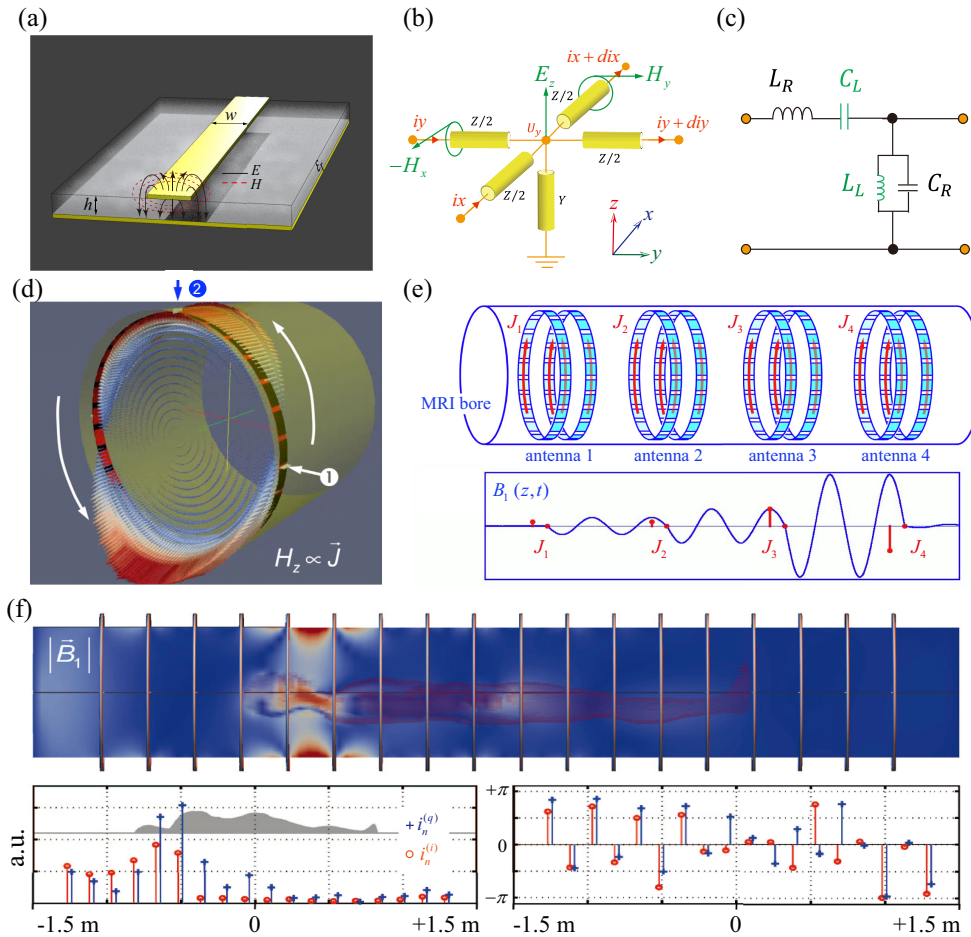 (a)
w
E
H
h
εr
(b)
ix + dix
E_z
H_y
Z/2
iy
Z/2
U_y
iy + diy
Z/2
−H_x
Z/2
ix
Y
z
x
y
(c)
L_R
C_L
L_L
C_R
(d)
2
1
H_z ∝ J⃗
(e)
J_1
J_2
J_3
J_4
MRI bore
antenna 1
antenna 2
antenna 3
antenna 4
B_1 (z,t)
J_1
J_2
J_3
J_4
(f)
|B⃗_1|
a.u.
+ i_n^(q)
o i_n^(i)
-1.5 m
0
+1.5 m
+π
0
−π
-1.5 m
0
+1.5 m